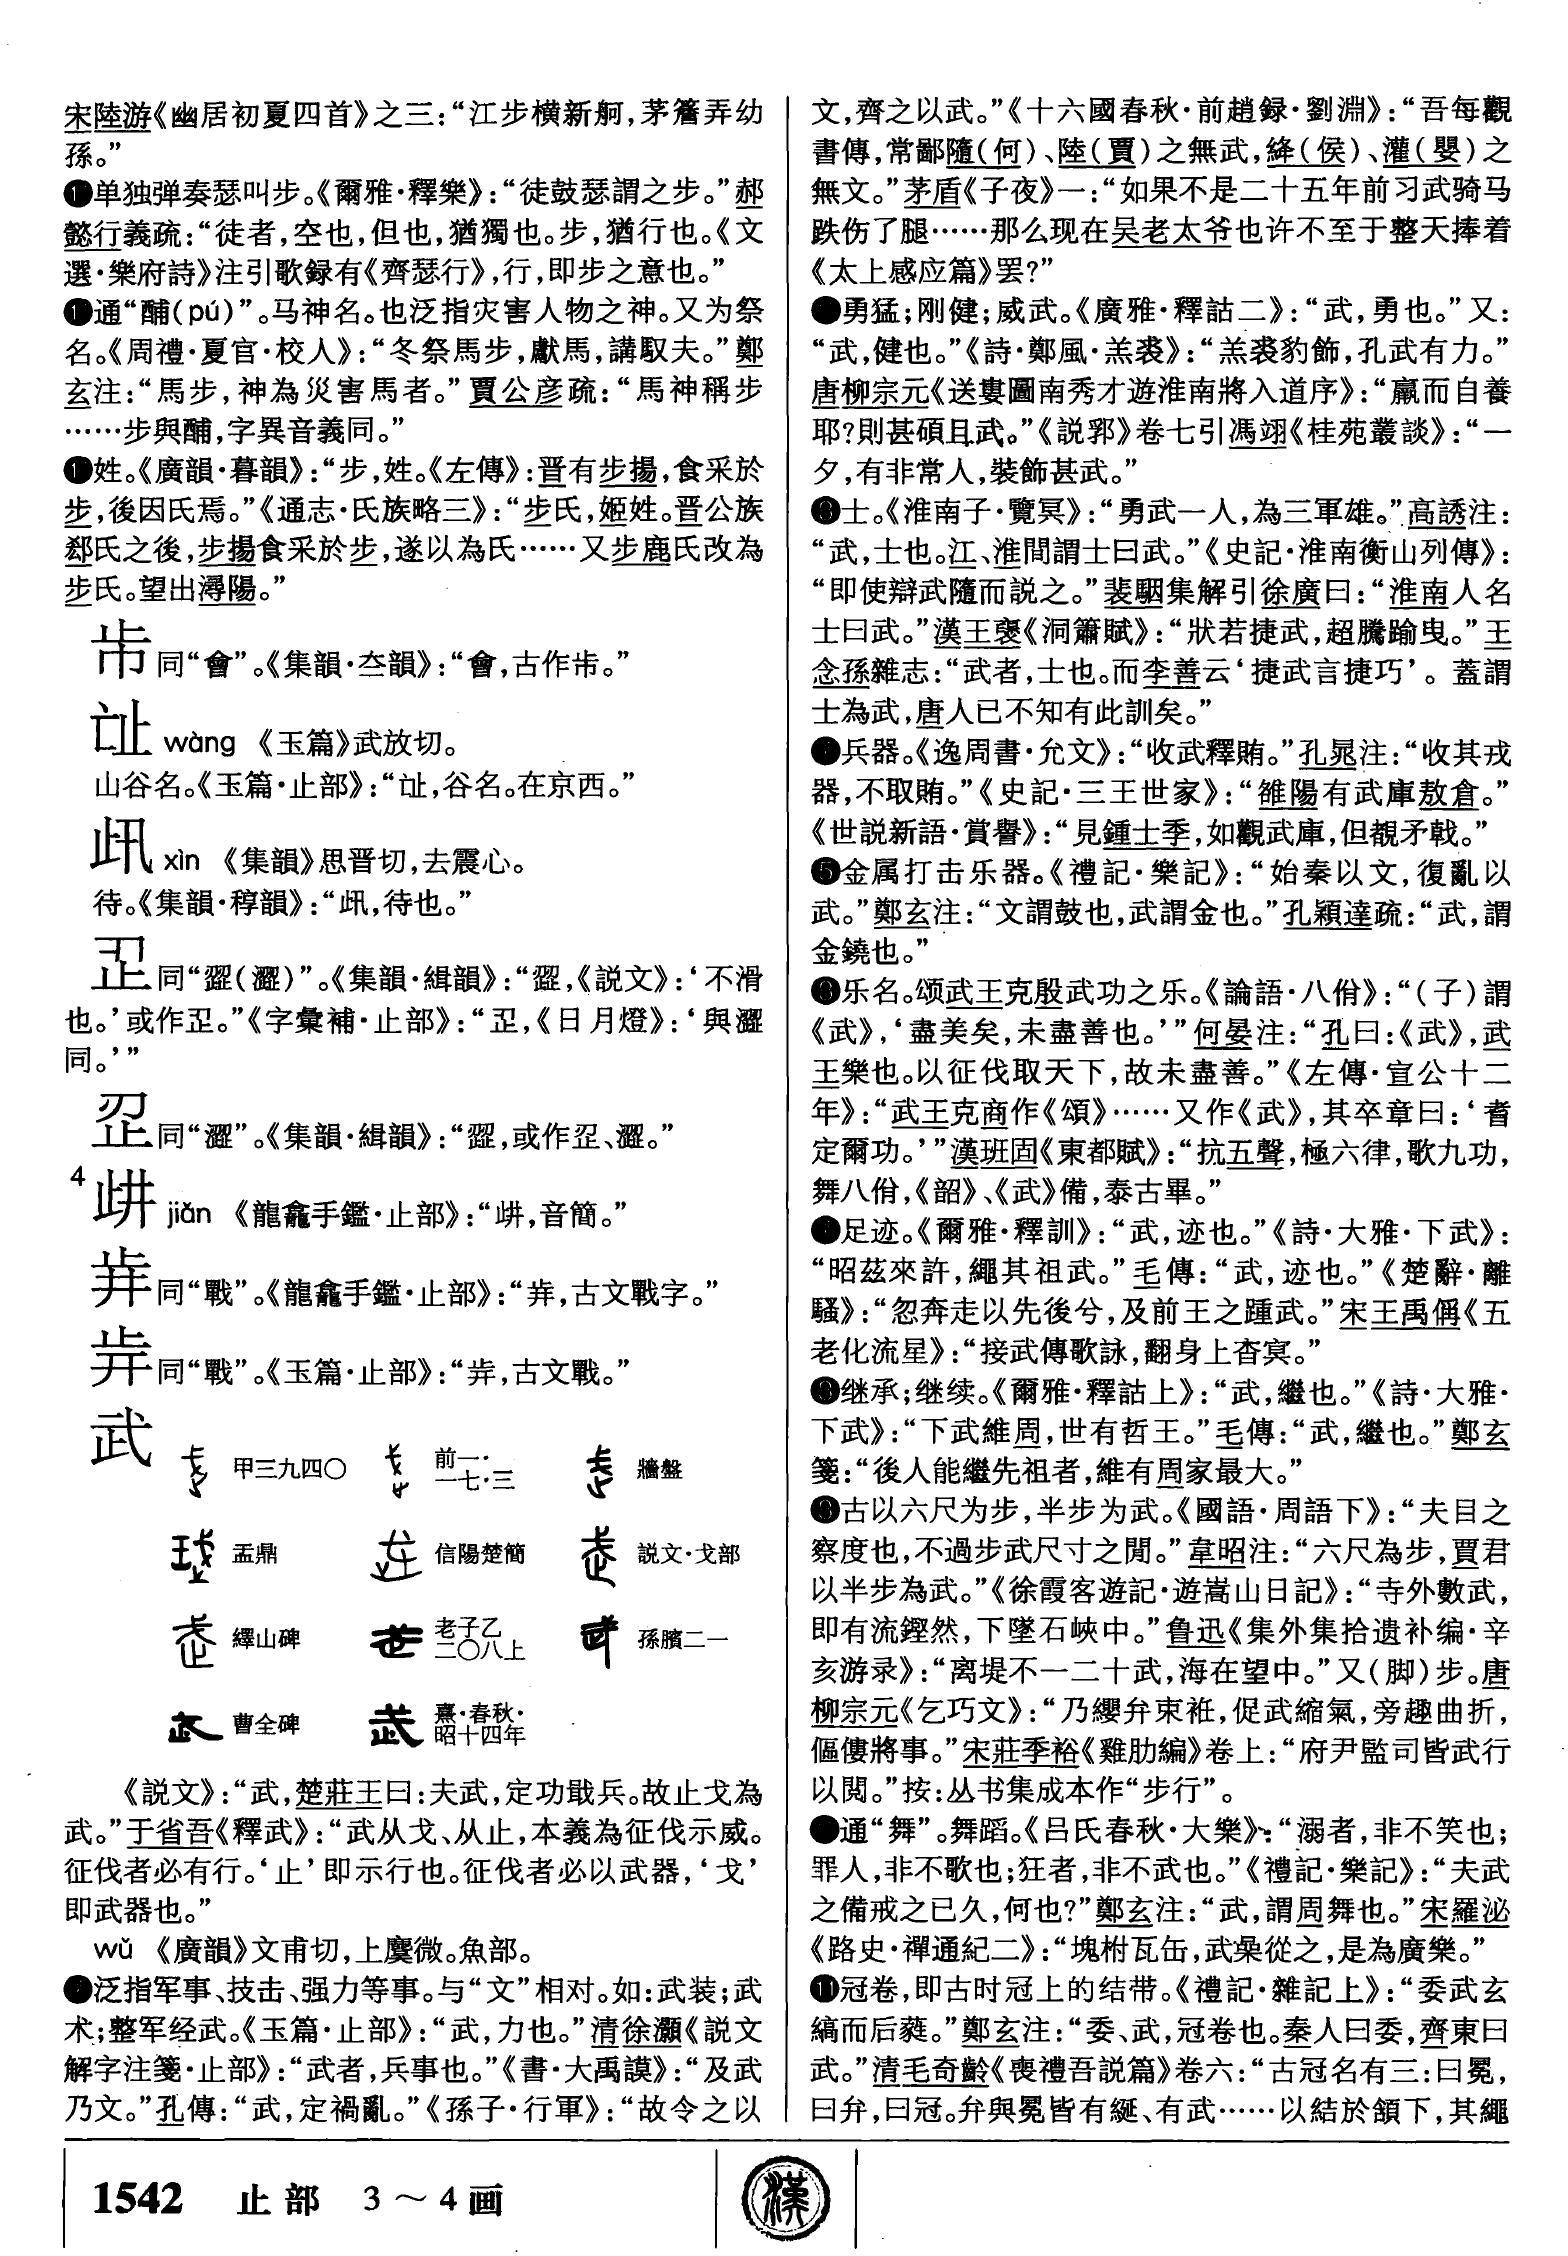 宋陸游《幽居初夏四首》之三：“江步横新舸，茅簷弄幼
孫。”
❶单独弹奏瑟叫步。《爾雅·釋樂》：“徒鼓瑟謂之步。”郝
懿行義疏：“徒者，空也，但也，猶獨也。步，猶行也。《文
選·樂府詩》注引歌録有《齊瑟行》，行，即步之意也。”
❶通“酺(pú)”。马神名。也泛指灾害人物之神。又为祭
名。《周禮·夏官·校人》：“冬祭馬步，獻馬，講馭夫。”鄭
玄注：“馬步，神為災害馬者。”賈公彦疏：“馬神稱步
……步與酺，字異音義同。”
❶姓。《廣韻·暮韻》：“步，姓。《左傳》：晋有步揚，食采於
步，後因氏焉。”《通志·氏族略三》：“步氏，姬姓。晋公族
郄氏之後，步揚食采於步，遂以為氏……又步鹿氏改為
步氏。望出潯陽。”
㞢同“會”。《集韻·夳韻》：“會，古作㞢。”
𣥆 wàng 《玉篇》武放切。
山谷名。《玉篇·止部》：“𣥆，谷名。在京西。”
xìn 《集韻》思晋切，去震心。
待。《集韻·稕韻》：“，待也。”
歰同“歰(澀)”。《集韻·緝韻》：“歰，《説文》：‘不滑
也。’或作。”《字彙補·止部》：“，《日月燈》：‘與澀
同。’”
同“澀”。《集韻·緝韻》：“歰，或作、澀。”
4 jiǎn 《龍龕手鑑·止部》：“，音簡。”
同“戰”。《龍龕手鑑·止部》：“，古文戰字。”
同“戰”。《玉篇·止部》：“，古文戰。”
武
甲三九四〇 前一·一七·三 牆盤
盂鼎 信陽楚簡 説文·戈部
繹山碑 老子乙二〇八上 孫臏二一
曹全碑 熹·春秋·昭十四年
《説文》：“武，楚莊王曰：夫武，定功戢兵。故止戈為
武。”于省吾《釋武》：“武从戈、从止，本義為征伐示威。
征伐者必有行。‘止’即示行也。征伐者必以武器，‘戈’
即武器也。”
wǔ 《廣韻》文甫切，上麌微。魚部。
泛指军事、技击、强力等事。与“文”相对。如：武装；武
术；整军经武。《玉篇·止部》：“武，力也。”清徐灝《説文
解字注箋·止部》：“武者，兵事也。”《書·大禹謨》：“及武
乃文。”孔傳：“武，定禍亂。”《孫子·行軍》：“故令之以
文，齊之以武。”《十六國春秋·前趙録·劉淵》：“吾每觀
書傳，常鄙隨(何)、陸(賈)之無武，絳(侯)、灌(嬰)之
無文。”茅盾《子夜》一：“如果不是二十五年前习武骑马
跌伤了腿……那么现在吴老太爷也许不至于整天捧着
《太上感应篇》罢?”
勇猛；刚健；威武。《廣雅·釋詁二》：“武，勇也。”又：
“武，健也。”《詩·鄭風·羔裘》：“羔裘豹飾，孔武有力。”
唐柳宗元《送婁圖南秀才遊淮南將入道序》：“羸而自養
耶?則甚碩且武。”《説郛》卷七引馮翊《桂苑叢談》：“一
夕，有非常人，裝飾甚武。”
❸士。《淮南子·覽冥》：“勇武一人，為三軍雄。”高誘注：
“武，士也。江、淮間謂士曰武。”《史記·淮南衡山列傳》：
“即使辯武隨而説之。”裴駰集解引徐廣曰：“淮南人名
士曰武。”漢王襃《洞簫賦》：“狀若捷武，超騰踰曳。”王
念孫雜志：“武者，士也。而李善云‘捷武言捷巧’。蓋謂
士為武，唐人已不知有此訓矣。”
兵器。《逸周書·允文》：“收武釋賄。”孔晁注：“收其戎
器，不取賄。”《史記·三王世家》：“雒陽有武庫敖倉。”
《世説新語·賞譽》：“見鍾士季，如觀武庫，但覩矛戟。”
❺金属打击乐器。《禮記·樂記》：“始奏以文，復亂以
武。”鄭玄注：“文謂鼓也，武謂金也。”孔穎達疏：“武，謂
金鐃也。”
❻乐名。颂武王克殷武功之乐。《論語·八佾》：“(子)謂
《武》，‘盡美矣，未盡善也。’”何晏注：“孔曰：《武》，武
王樂也。以征伐取天下，故未盡善。”《左傳·宣公十二
年》：“武王克商作《頌》……又作《武》，其卒章曰：‘耆
定爾功。’”漢班固《東都賦》：“抗五聲，極六律，歌九功，
舞八佾，《韶》、《武》備，泰古畢。”
足迹。《爾雅·釋訓》：“武，迹也。”《詩·大雅·下武》：
“昭茲來許，繩其祖武。”毛傳：“武，迹也。”《楚辭·離
騷》：“忽奔走以先後兮，及前王之踵武。”宋王禹偁《五
老化流星》：“接武傳歌詠，翻身上杳冥。”
❽继承；继续。《爾雅·釋詁上》：“武，繼也。”《詩·大雅·
下武》：“下武維周，世有哲王。”毛傳：“武，繼也。”鄭玄
箋：“後人能繼先祖者，維有周家最大。”
❾古以六尺为步，半步为武。《國語·周語下》：“夫目之
察度也，不過步武尺寸之閒。”韋昭注：“六尺為步，賈君
以半步為武。”《徐霞客遊記·遊嵩山日記》：“寺外數武，
即有流鏗然，下墜石峽中。”鲁迅《集外集拾遗补编·辛
亥游录》：“离堤不一二十武，海在望中。”又(脚)步。唐
柳宗元《乞巧文》：“乃纓弁束袵，促武縮氣，旁趣曲折，
傴僂將事。”宋莊季裕《雞肋編》卷上：“府尹監司皆武行
以閲。”按：丛书集成本作“步行”。
通“舞”。舞蹈。《吕氏春秋·大樂》：“溺者，非不笑也；
罪人，非不歌也；狂者，非不武也。”《禮記·樂記》：“夫武
之備戒之已久，何也?”鄭玄注：“武，謂周舞也。”宋羅泌
《路史·禪通紀二》：“塊柎瓦缶，武喿從之，是為廣樂。”
⓫冠卷，即古时冠上的结带。《禮記·雜記上》：“委武玄
縞而后蕤。”鄭玄注：“委、武，冠卷也。秦人曰委，齊東曰
武。”清毛奇齡《喪禮吾説篇》卷六：“古冠名有三：曰冕，
曰弁，曰冠。弁與冕皆有綖、有武……以結於頷下，其繩
1542 止部 3～4画
漢